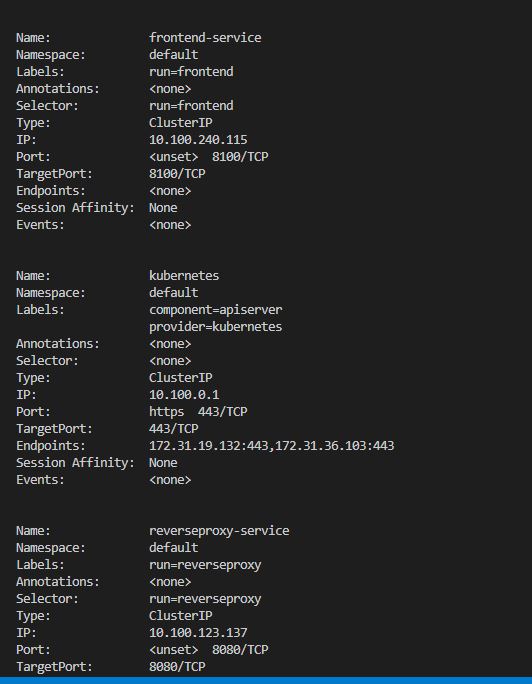 Name: frontend-service
Namespace: default
Labels: run=frontend
Annotations: <none>
Selector: run=frontend
Type: ClusterIP
IP: 10.100.240.115
Port: <unset> 8100/TCP
TargetPort: 8100/TCP
Endpoints: <none>
Session Affinity: None
Events: <none>
Name: kubernetes
Namespace: default
Labels: component=apiserver
provider=kubernetes
Annotations: <none>
Selector: <none>
Type: ClusterIP
IP: 10.100.0.1
Port: https 443/TCP
TargetPort: 443/TCP
Endpoints: 172.31.19.132:443,172.31.36.103:443
Session Affinity: None
Events: <none>
Name: reverseproxy-service
Namespace: default
Labels: run=reverseproxy
Annotations: <none>
Selector: run=reverseproxy
Type: ClusterIP
IP: 10.100.123.137
Port: <unset> 8080/TCP
TargetPort: 8080/TCP